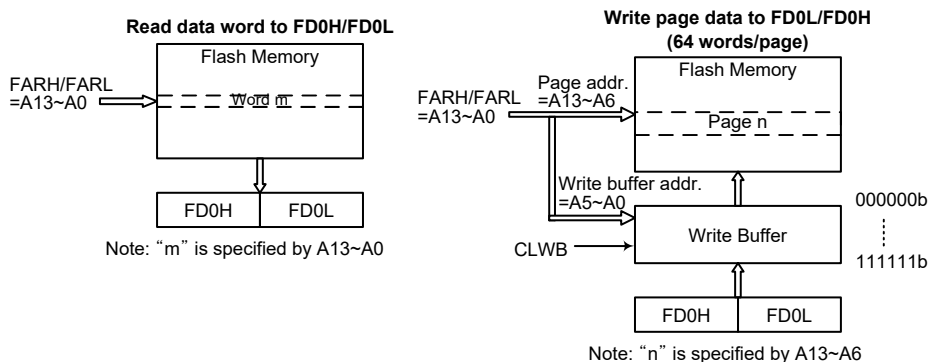 Read data word to FD0H/FD0L
Flash Memory
FARH/FARL
=A13~A0
Word m
FD0H
FD0L
Note: “m” is specified by A13~A0
Write page data to FD0L/FD0H
(64 words/page)
Flash Memory
Page addr.
=A13~A6
FARH/FARL
=A13~A0
Page n
Write buffer addr.
=A5~A0
Write Buffer
CLWB
000000b
111111b
FD0H
FD0L
Note: “n” is specified by A13~A6